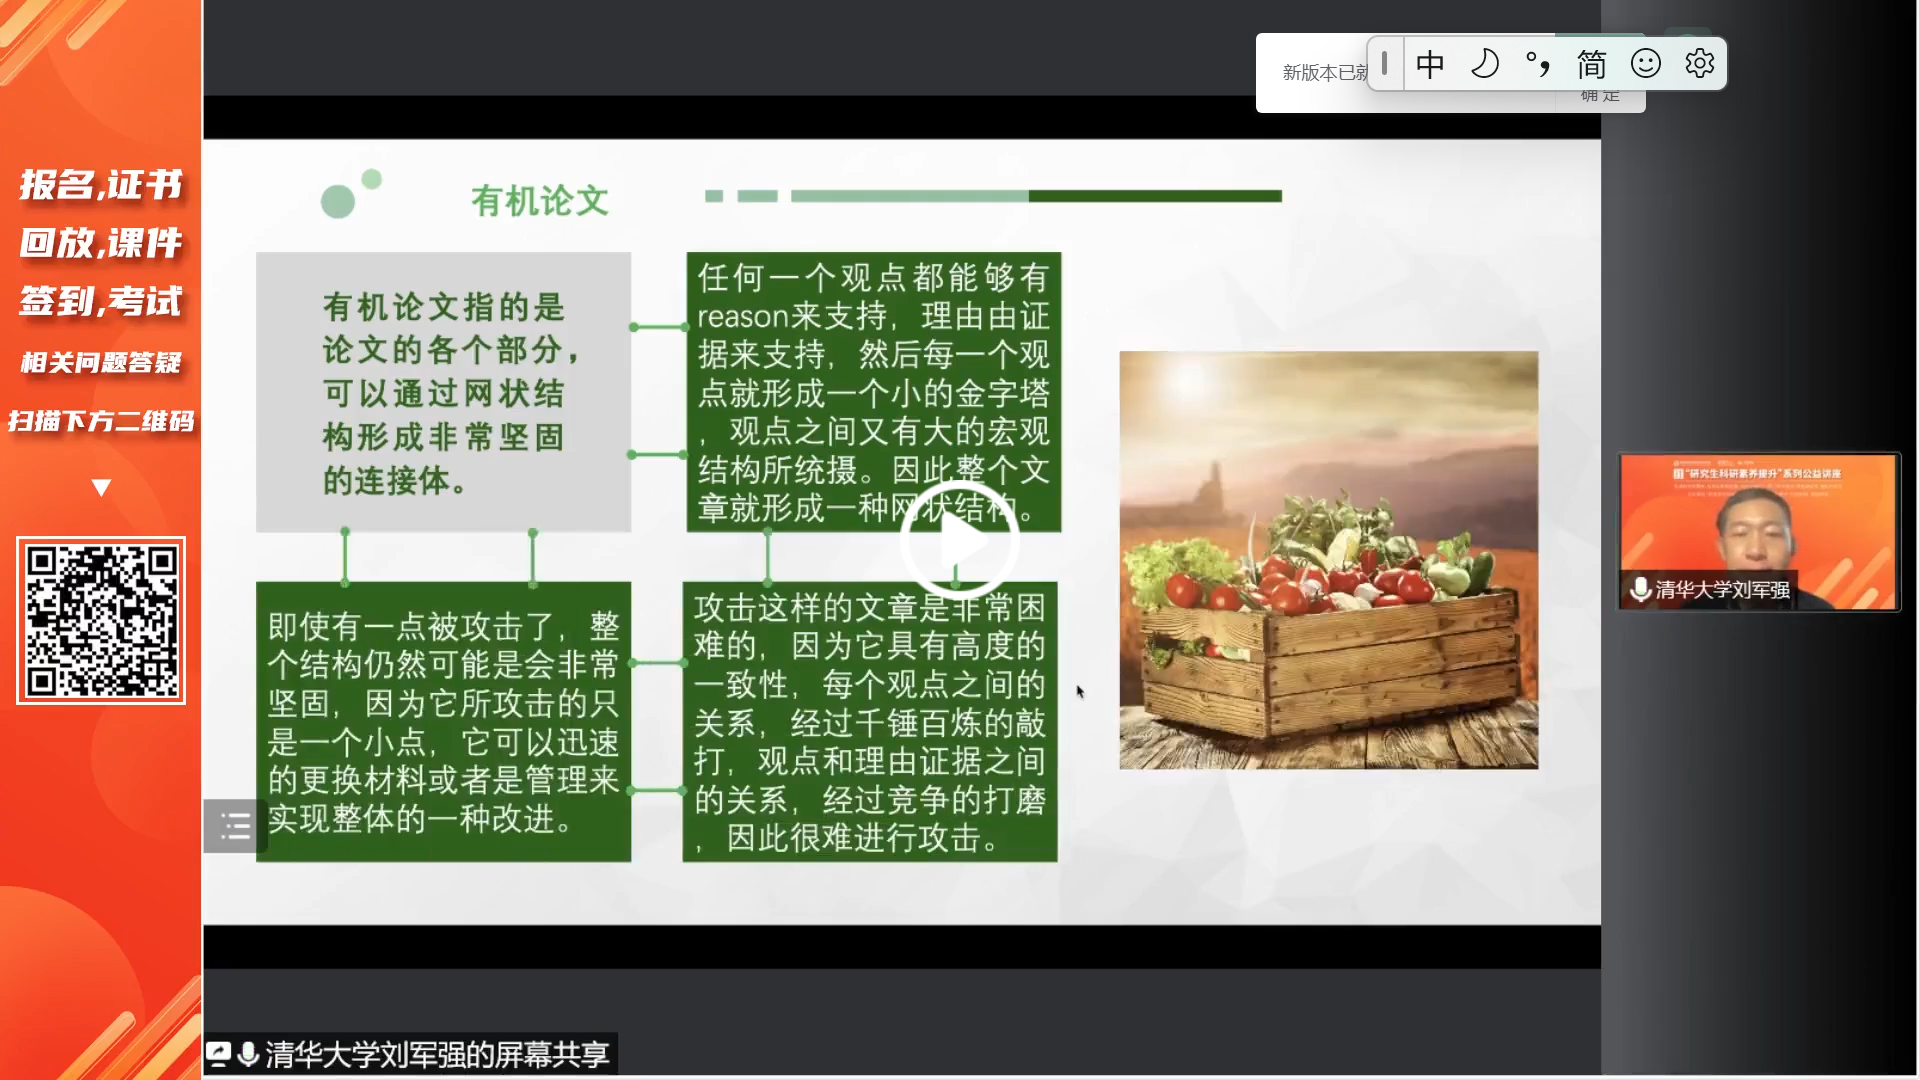 报名,证书
回放,课件
签到,考试
相关问题答疑
扫描下方二维码
新版本已就
中 简
确定
有机论文
有机论文指的是
论文的各个部分，
可以通过网状结
构形成非常坚固
的连接体。
任何一个观点都能够有
reason来支持，理由由证
据来支持，然后每一个观
点就形成一个小的金字塔
，观点之间又有大的宏观
结构所统摄。因此整个文
章就形成一种网状结构。
即使有一点被攻击了，整
个结构仍然可能是会非常
坚固，因为它所攻击的只
是一个小点，它可以迅速
的更换材料或者是管理来
实现整体的一种改进。
攻击这样的文章是非常困
难的，因为它具有高度的
一致性，每个观点之间的
关系，经过千锤百炼的敲
打，观点和理由证据之间
的关系，经过竞争的打磨
，因此很难进行攻击。
“研究生科研素养提升”系列公益讲座
清华大学刘军强
清华大学刘军强的屏幕共享